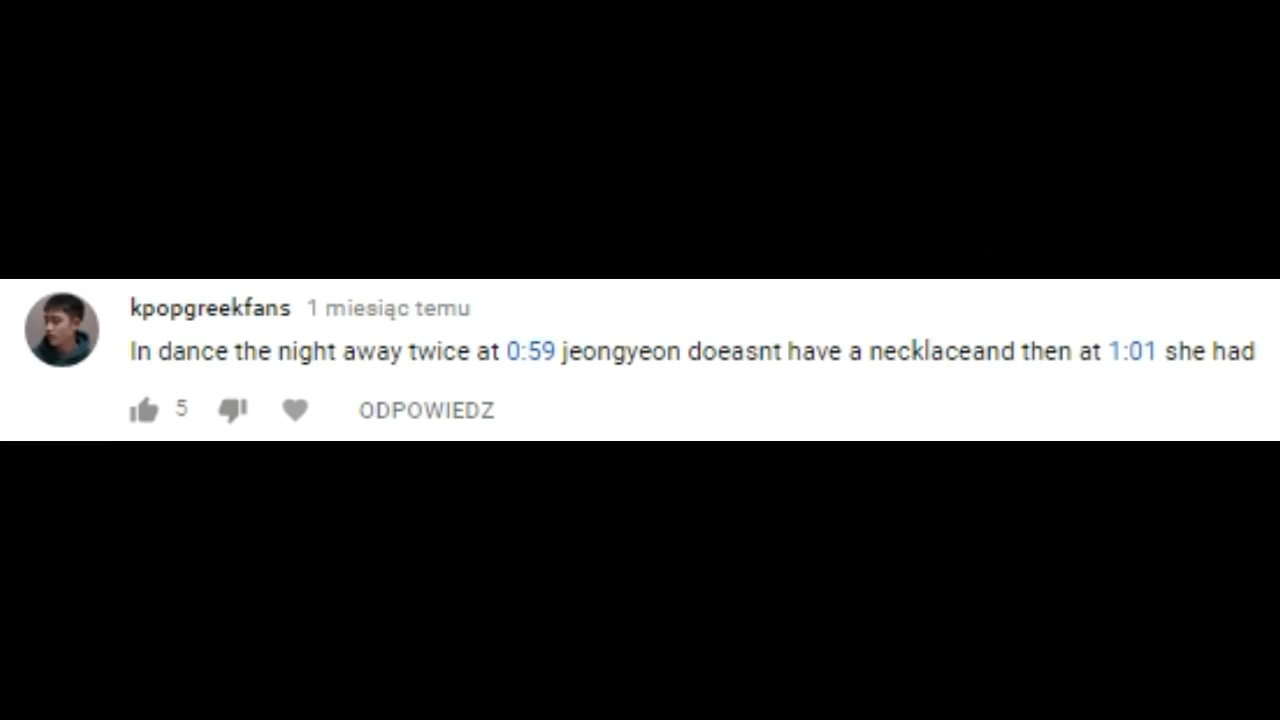 kpopgreekfans 1 miesiąc temu
In dance the night away twice at 0:59 jeongyeon doeasnt have a necklaceand then at 1:01 she had
5 ODPOWIEDZ